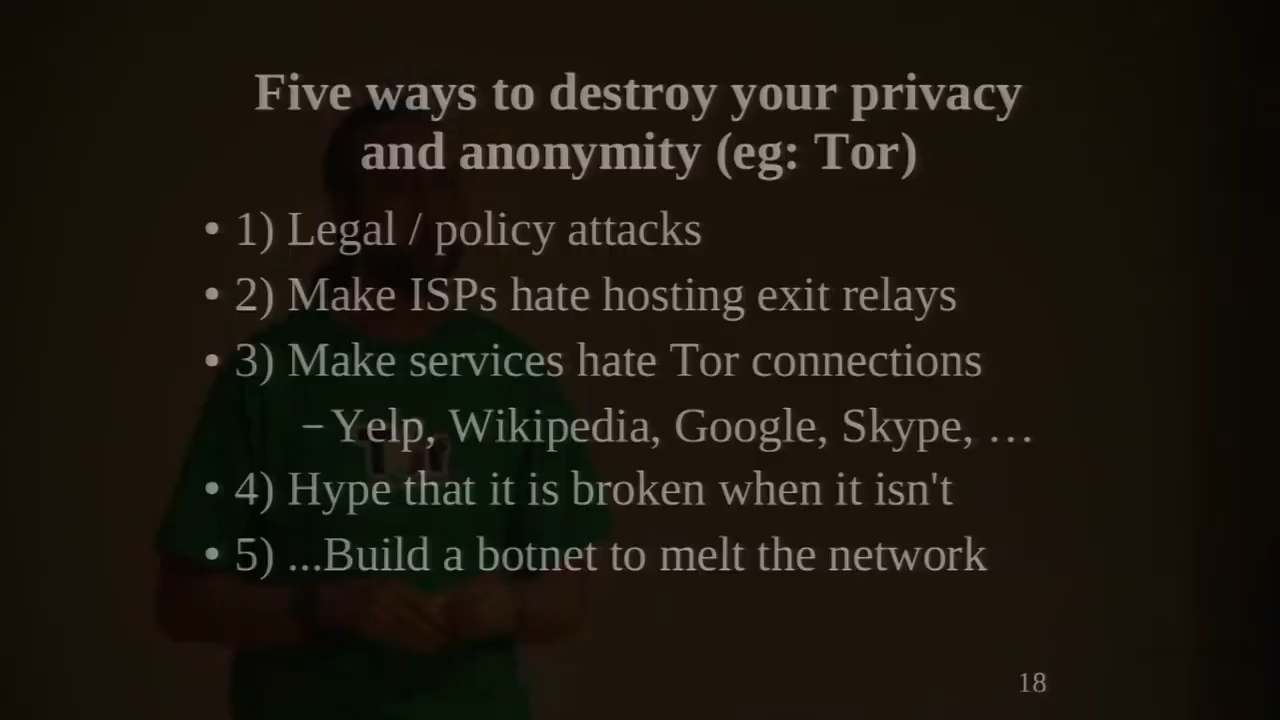 Five ways to destroy your privacy
and anonymity (eg: Tor)
• 1) Legal / policy attacks
• 2) Make ISPs hate hosting exit relays
• 3) Make services hate Tor connections
–Yelp, Wikipedia, Google, Skype, …
• 4) Hype that it is broken when it isn't
• 5) ...Build a botnet to melt the network
18